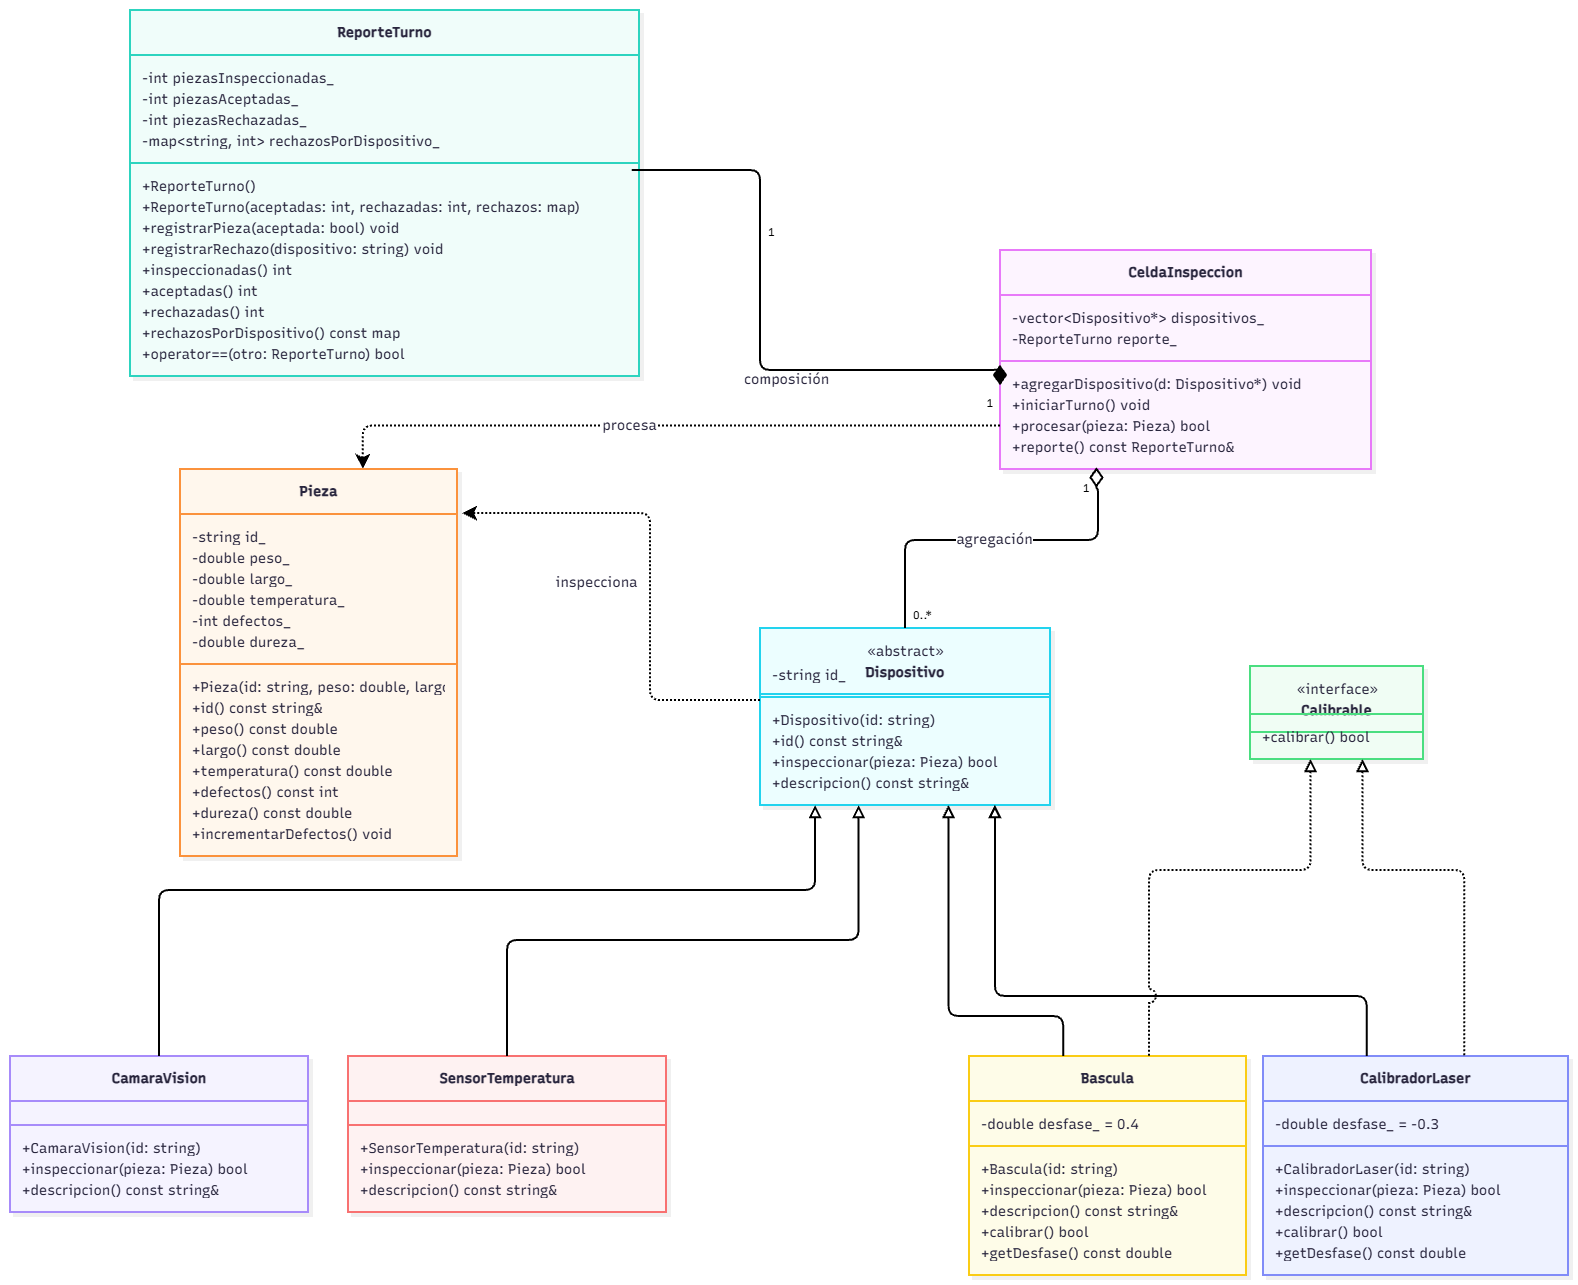 ReporteTurno
-int piezasInspeccionadas_
-int piezasAceptadas_
-int piezasRechazadas_
-map<string, int> rechazosPorDispositivo_
+ReporteTurno()
+ReporteTurno(aceptadas: int, rechazadas: int, rechazos: map)
+registrarPieza(aceptada: bool) void
+registrarRechazo(dispositivo: string) void
+inspeccionadas() int
+aceptadas() int
+rechazadas() int
+rechazosPorDispositivo() const map
+operator==(otro: ReporteTurno) bool
1
composición
1
CeldaInspeccion
-vector<Dispositivo*> dispositivos_
-ReporteTurno reporte_
+agregarDispositivo(d: Dispositivo*) void
+iniciarTurno() void
+procesar(pieza: Pieza) bool
+reporte() const ReporteTurno&
procesa
1
agregación
0..*
inspecciona
Pieza
-string id_
-double peso_
-double largo_
-double temperatura_
-int defectos_
-double dureza_
+Pieza(id: string, peso: double, largo
+id() const string&
+peso() const double
+largo() const double
+temperatura() const double
+defectos() const int
+dureza() const double
+incrementarDefectos() void
«abstract»
Dispositivo
-string id_
+Dispositivo(id: string)
+id() const string&
+inspeccionar(pieza: Pieza) bool
+descripcion() const string&
«interface»
Calibrable
+calibrar() bool
CamaraVision
+CamaraVision(id: string)
+inspeccionar(pieza: Pieza) bool
+descripcion() const string&
SensorTemperatura
+SensorTemperatura(id: string)
+inspeccionar(pieza: Pieza) bool
+descripcion() const string&
Bascula
-double desfase_ = 0.4
+Bascula(id: string)
+inspeccionar(pieza: Pieza) bool
+descripcion() const string&
+calibrar() bool
+getDesfase() const double
CalibradorLaser
-double desfase_ = -0.3
+CalibradorLaser(id: string)
+inspeccionar(pieza: Pieza) bool
+descripcion() const string&
+calibrar() bool
+getDesfase() const double